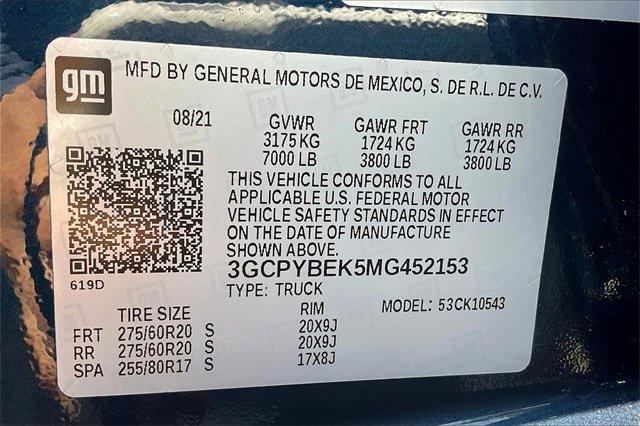 gm
MFD BY GENERAL MOTORS DE MEXICO, S. DE R.L. DE C.V.
08/21 GVWR GAWR FRT GAWR RR
3175 KG 1724 KG 1724 KG
7000 LB 3800 LB 3800 LB
THIS VEHICLE CONFORMS TO ALL
APPLICABLE U.S. FEDERAL MOTOR
VEHICLE SAFETY STANDARDS IN EFFECT
ON THE DATE OF MANUFACTURE
SHOWN ABOVE.
3GCPYBEK5MG452153
619D
TYPE: TRUCK MODEL: 53CK10543
TIRE SIZE RIM
FRT 275/60R20 S 20X9J
RR 275/60R20 S 20X9J
SPA 255/80R17 S 17X8J